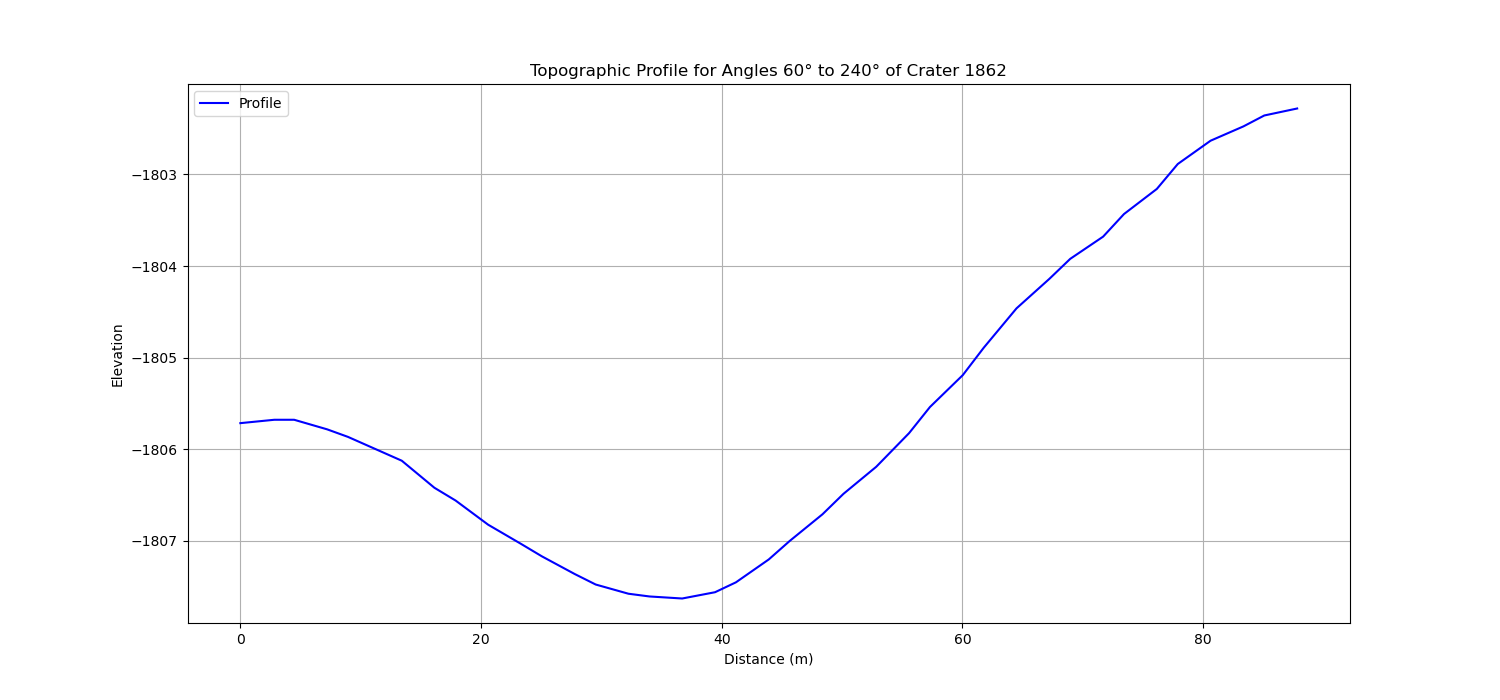 Topographic Profile for Angles 60° to 240° of Crater 1862
Profile
−1803
−1804
−1805
−1806
−1807
Elevation
0 20 40 60 80
Distance (m)